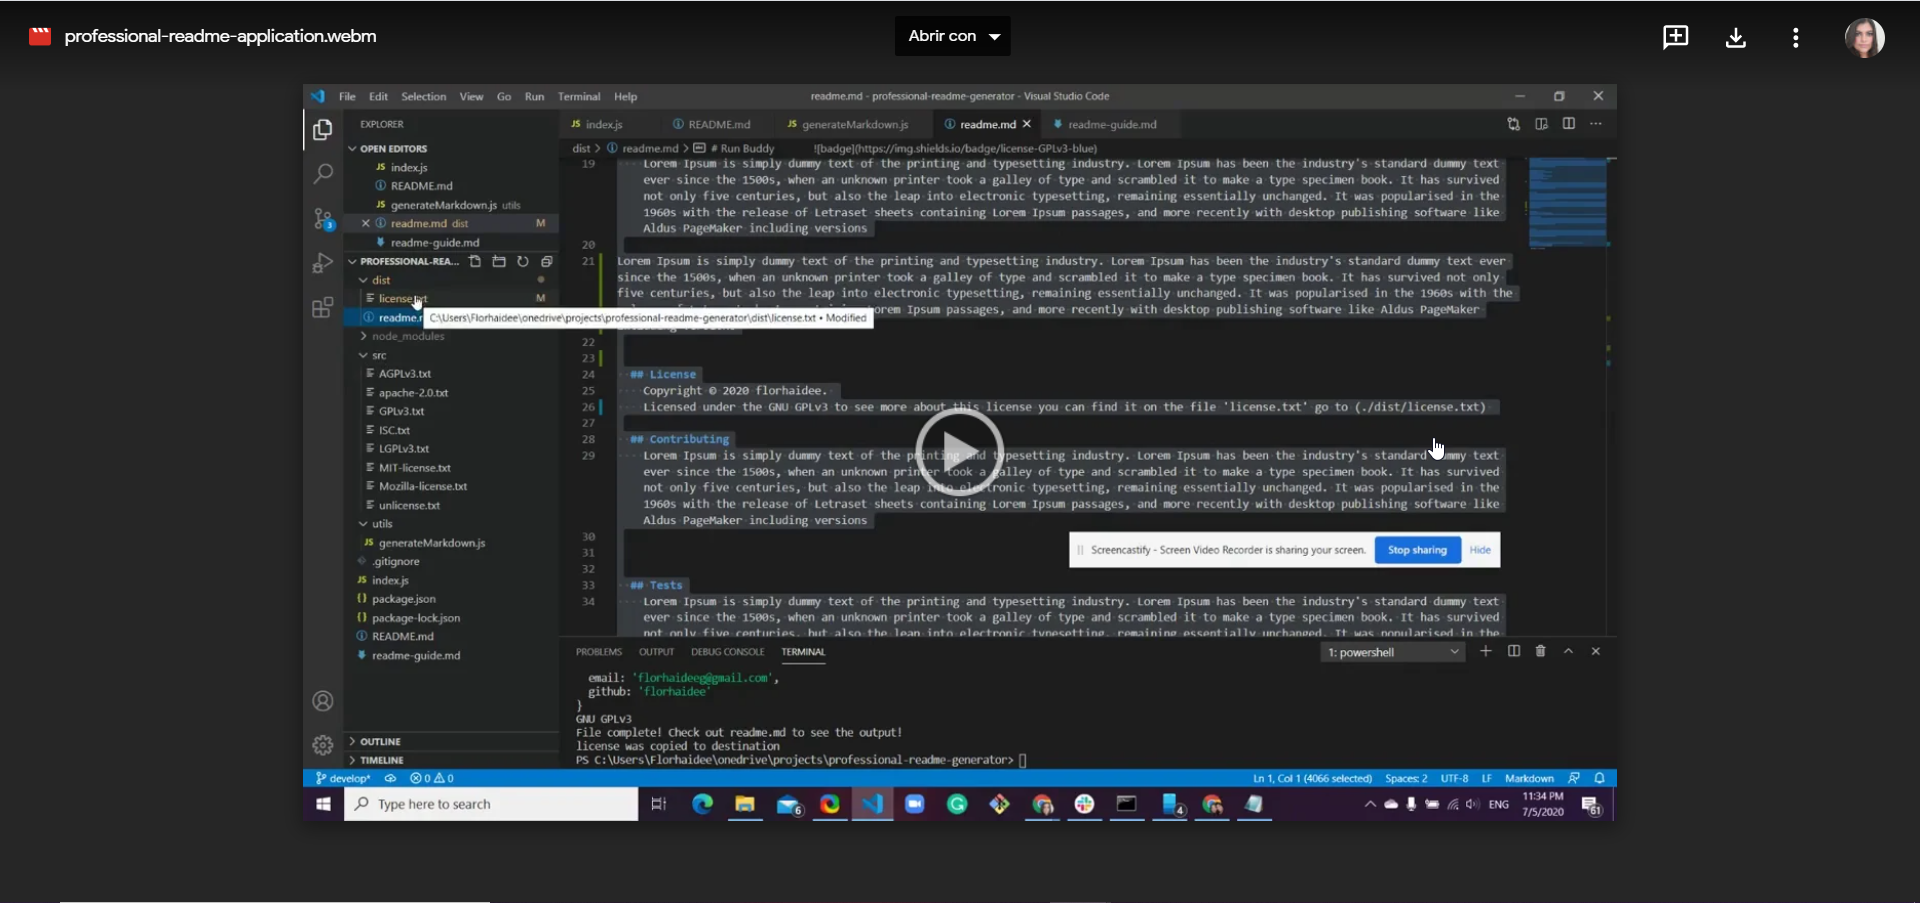 professional-readme-application.webm
Abrir con
File Edit Selection View Go Run Terminal Help
readme.md - professional-readme-generator - Visual Studio Code
EXPLORER
JS index.js
README.md
JS generateMarkdown.js
readme.md
readme-guide.md
OPEN EDITORS
dist > readme.md > # Run Buddy ![badge](https://img.shields.io/badge/license-GPLv3-blue)
JS index.js
README.md
JS generateMarkdown.js utils
readme.md dist M
readme-guide.md
PROFESSIONAL-REA...
dist
license.txt M
readme.
C:\Users\Florhaidee\onedrive\projects\professional-readme-generator\dist\license.txt • Modified
node_modules
src
AGPLv3.txt
apache-2.0.txt
GPLv3.txt
ISC.txt
LGPLv3.txt
MIT-license.txt
Mozilla-license.txt
unlicense.txt
utils
JS generateMarkdown.js
.gitignore
JS index.js
{} package.json
{} package-lock.json
README.md
readme-guide.md
OUTLINE
TIMELINE
19 Lorem Ipsum is simply dummy text of the printing and typesetting industry. Lorem Ipsum has been the industry's standard dummy text
ever since the 1500s, when an unknown printer took a galley of type and scrambled it to make a type specimen book. It has survived
not only five centuries, but also the leap into electronic typesetting, remaining essentially unchanged. It was popularised in the
1960s with the release of Letraset sheets containing Lorem Ipsum passages, and more recently with desktop publishing software like
Aldus PageMaker including versions
20
21 Lorem Ipsum is simply dummy text of the printing and typesetting industry. Lorem Ipsum has been the industry's standard dummy text ever
since the 1500s, when an unknown printer took a galley of type and scrambled it to make a type specimen book. It has survived not only
five centuries, but also the leap into electronic typesetting, remaining essentially unchanged. It was popularised in the 1960s with the
orem Ipsum passages, and more recently with desktop publishing software like Aldus PageMaker
22
23
24 ## License
25 Copyright © 2020 florhaidee.
26 Licensed under the GNU GPLv3 to see more about this license you can find it on the file 'license.txt' go to (./dist/license.txt)
27
28 ## Contributing
29 Lorem Ipsum is simply dummy text of the printing and typesetting industry. Lorem Ipsum has been the industry's standard dummy text
ever since the 1500s, when an unknown printer took a galley of type and scrambled it to make a type specimen book. It has survived
not only five centuries, but also the leap into electronic typesetting, remaining essentially unchanged. It was popularised in the
1960s with the release of Letraset sheets containing Lorem Ipsum passages, and more recently with desktop publishing software like
Aldus PageMaker including versions
30
31
32
33 ## Tests
34 Lorem Ipsum is simply dummy text of the printing and typesetting industry. Lorem Ipsum has been the industry's standard dummy text
ever since the 1500s, when an unknown printer took a galley of type and scrambled it to make a type specimen book. It has survived
not only five centuries, but also the leap into electronic typesetting, remaining essentially unchanged. It was popularised in the
|| Screencastify - Screen Video Recorder is sharing your screen. Stop sharing Hide
PROBLEMS OUTPUT DEBUG CONSOLE TERMINAL
1: powershell
email: 'florhaideeg@gmail.com',
github: 'florhaidee'
}
GNU GPLv3
File complete! Check out readme.md to see the output!
license was copied to destination
PS C:\Users\Florhaidee\onedrive\projects\professional-readme-generator>
develop* 0 0
Ln 1, Col 1 (4066 selected) Spaces: 2 UTF-8 LF Markdown
Type here to search
6
4
ENG
11:34 PM
7/5/2020
61